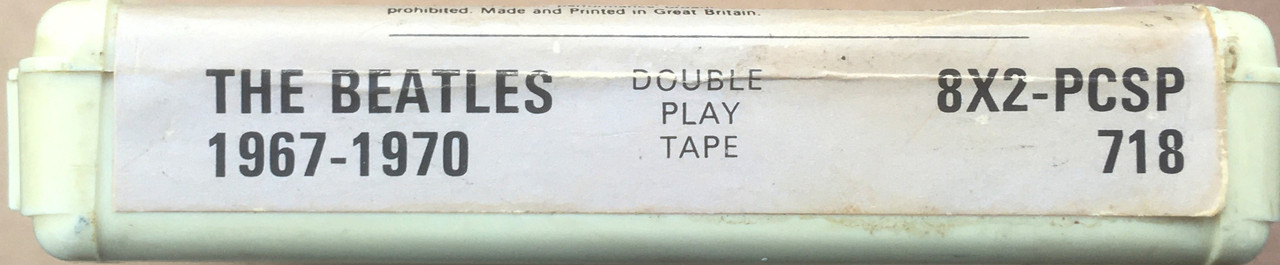 prohibited. Made and Printed in Great Britain.
THE BEATLES DOUBLE 8X2-PCSP
1967-1970 PLAY 718
TAPE